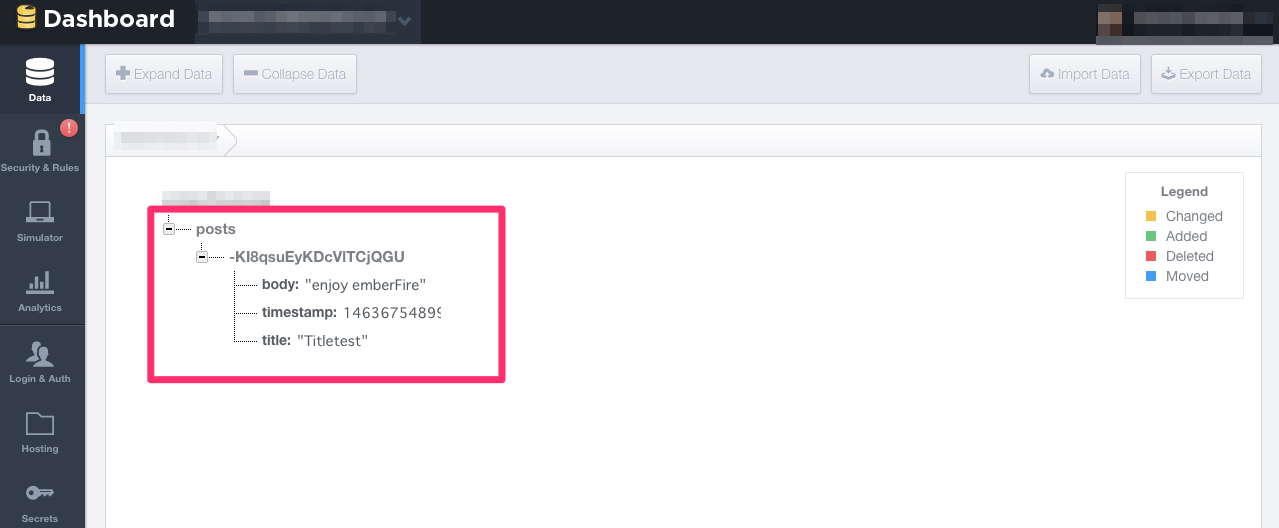 Dashboard
Expand Data
Collapse Data
Import Data
Export Data
Data
Security & Rules
Simulator
Analytics
Login & Auth
Hosting
Secrets
posts
body: "enjoy emberFire"
timestamp: 14636754899
title: "Titletest"
Legend
Changed
Added
Deleted
Moved